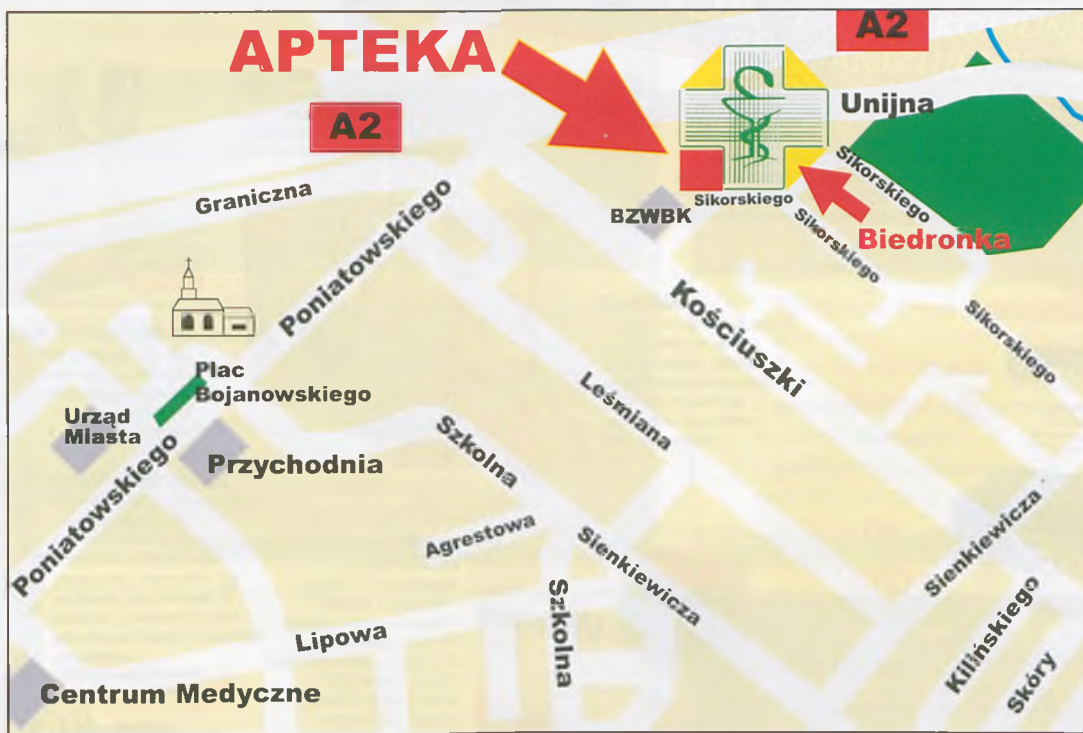 APTEKA
A2
A2
Unijna
Graniczna
Poniatowskiego
BZWBK
Sikorskiego
Sikorskiego
Sikorskiego
Biedronka
Sikorskiego
Kościuszki
Plac
Bojanowskiego
Urząd
Miasta
Przychodnia
Poniatowskiego
Leśmiana
Szkolna
Agrestowa
Sienkiewicza
Sienkiewicza
Szkolna
Lipowa
Kilińskiego
Skóry
Centrum Medyczne